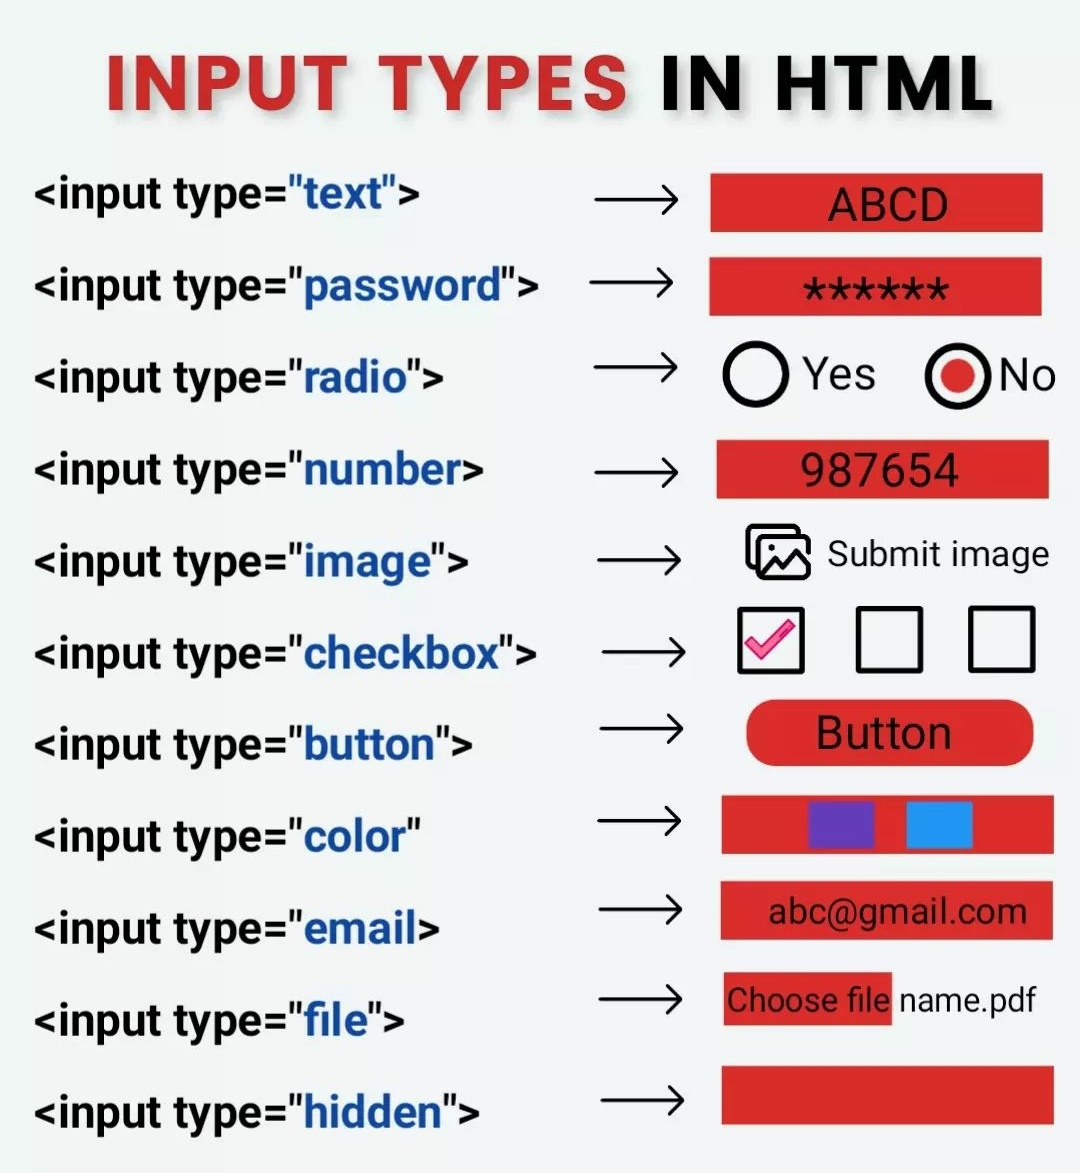 INPUT TYPES IN HTML
<input type="text"> ABCD
<input type="password"> ******
<input type="radio"> Yes No
<input type="number> 987654
<input type="image"> Submit image
<input type="checkbox">
<input type="button"> Button
<input type="color"
<input type="email> abc@gmail.com
<input type="file"> Choose file name.pdf
<input type="hidden">